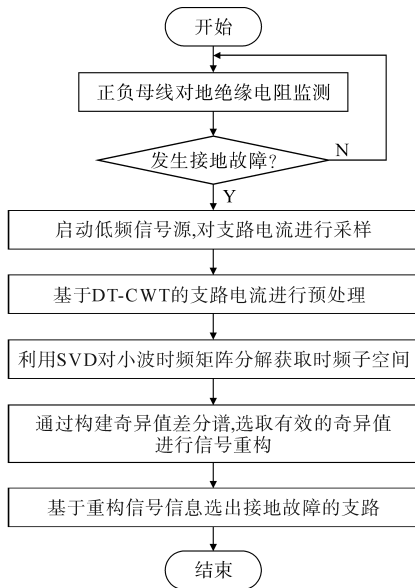 开始
正负母线对地绝缘电阻监测
发生接地故障?
N
Y
启动低频信号源,对支路电流进行采样
基于DT-CWT的支路电流进行预处理
利用SVD对小波时频矩阵分解获取时频子空间
通过构建奇异值差分谱,选取有效的奇异值
进行信号重构
基于重构信号信息选出接地故障的支路
结束